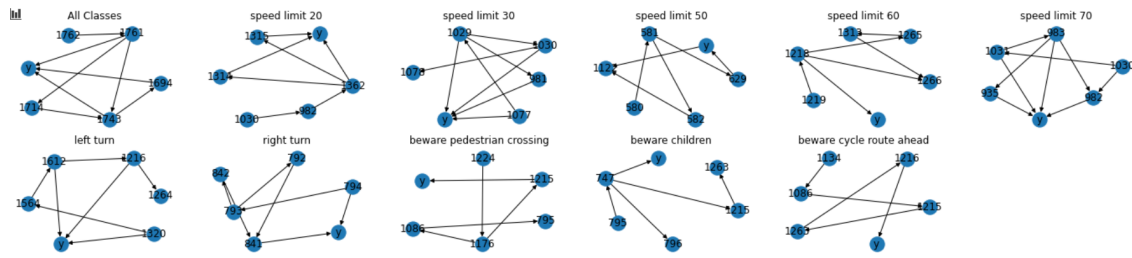 All Classes
1762
1761
y
1694
1714
1743
speed limit 20
1315
y
1314
1362
982
1030
speed limit 30
1029
1030
981
1077
y
speed limit 50
581
y
629
580
582
speed limit 60
1313
1265
1218
1266
1219
y
speed limit 70
983
1031
1030
935
982
y
left turn
1612
1216
1264
1564
1320
y
right turn
792
842
794
793
y
841
beware pedestrian crossing
1224
y
1215
795
1086
1176
beware children
y
1263
747
1215
795
796
beware cycle route ahead
1134
1216
1086
1215
1263
y